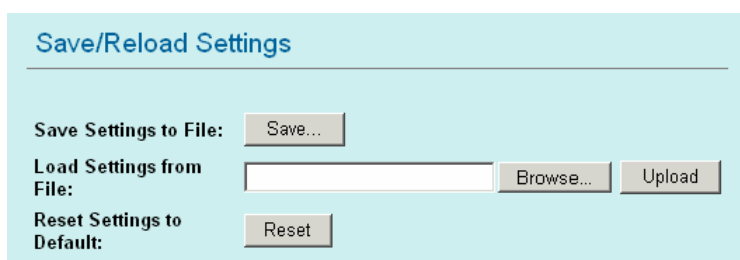 Save/Reload Settings
Save Settings to File: Save...
Load Settings from
File: Browse... Upload
Reset Settings to
Default: Reset